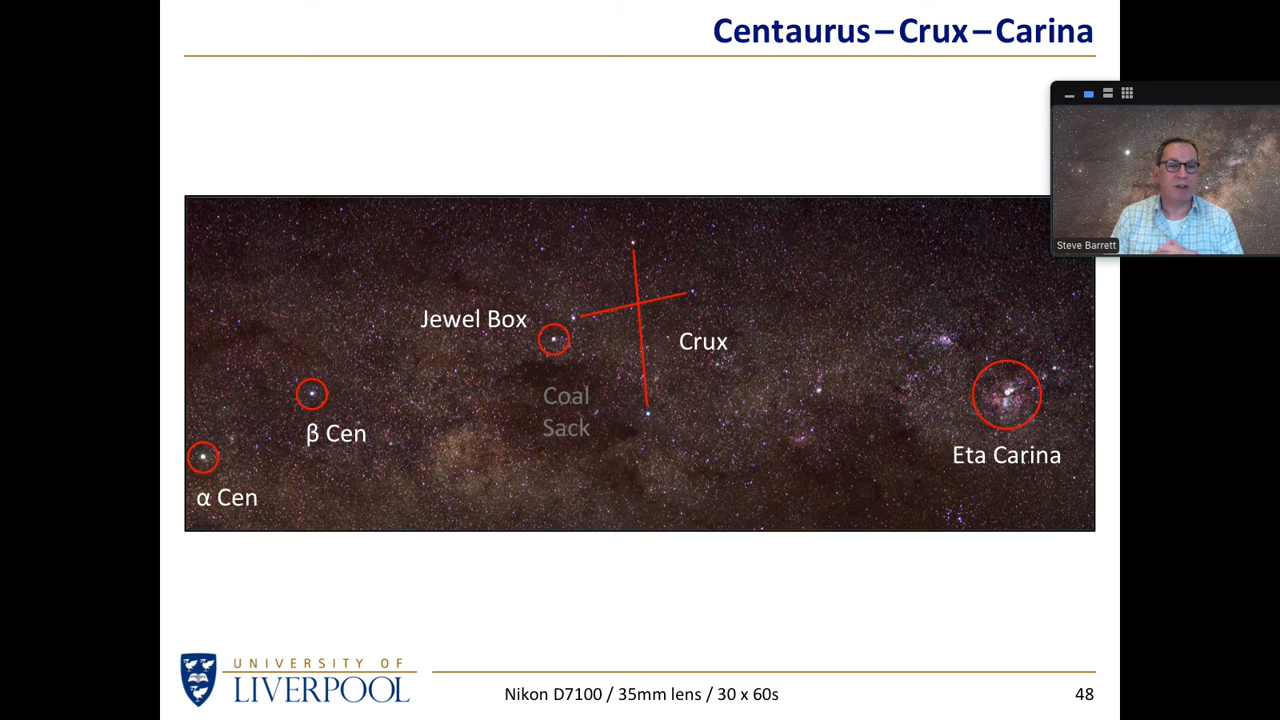 Centaurus – Crux – Carina
Steve Barrett
Jewel Box
Crux
Coal
Sack
β Cen
Eta Carina
α Cen
UNIVERSITY OF
LIVERPOOL
Nikon D7100 / 35mm lens / 30 x 60s
48